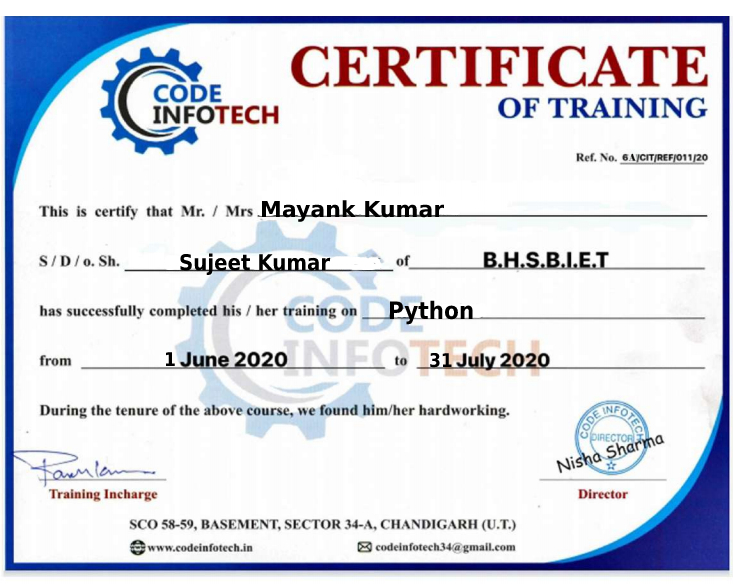 CODE
INFOTECH
CERTIFICATE
OF TRAINING
Ref. No. 6A/CIT/REF/011/20
This is certify that Mr. / Mrs Mayank Kumar
S / D / o. Sh. Sujeet Kumar of B.H.S.B.I.E.T
CODE
has successfully completed his / her training on Python
INFOTECH
from 1 June 2020 to 31 July 2020
During the tenure of the above course, we found him/her hardworking.
CODE INFOTECH
DIRECTOR
Nisha Sharma
Training Incharge
Director
SCO 58-59, BASEMENT, SECTOR 34-A, CHANDIGARH (U.T.)
www.codeinfotech.in codeinfotech34@gmail.com